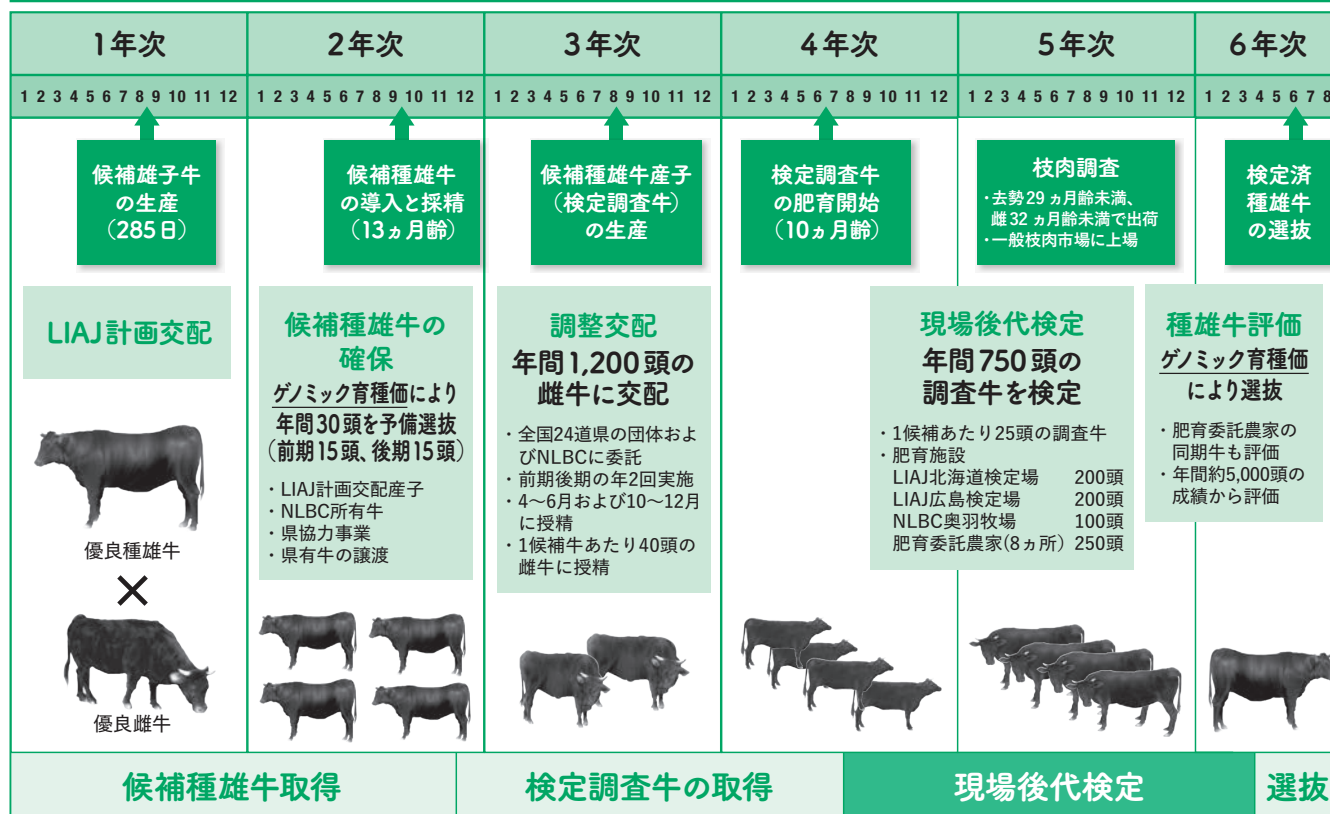 1年次
2年次
3年次
4年次
5年次
6年次
1 2 3 4 5 6 7 8 9 10 11 12
1 2 3 4 5 6 7 8 9 10 11 12
1 2 3 4 5 6 7 8 9 10 11 12
1 2 3 4 5 6 7 8 9 10 11 12
1 2 3 4 5 6 7 8 9 10 11 12
1 2 3 4 5 6 7 8
候補雄子牛
の生産
（285日）
候補種雄牛
の導入と採精
（13ヵ月齢）
候補種雄牛産子
（検定調査牛）
の生産
検定調査牛
の肥育開始
（10ヵ月齢）
枝肉調査
・去勢29ヵ月齢未満、
雌32ヵ月齢未満で出荷
・一般枝肉市場に上場
検定済
種雄牛
の選抜
LIAJ計画交配
優良種雄牛
×
優良雌牛
候補種雄牛の
確保
ゲノミック育種価により
年間30頭を予備選抜
（前期15頭、後期15頭）
・LIAJ計画交配産子
・NLBC所有牛
・県協力事業
・県有牛の譲渡
調整交配
年間1,200頭の
雌牛に交配
・全国24道県の団体およ
びNLBCに委託
・前期後期の年2回実施
・4～6月および10～12月
に授精
・1候補牛あたり40頭の
雌牛に授精
現場後代検定
年間750頭の
調査牛を検定
・1候補あたり25頭の調査牛
・肥育施設
LIAJ北海道検定場 200頭
LIAJ広島検定場 200頭
NLBC奥羽牧場 100頭
肥育委託農家(8ヵ所) 250頭
種雄牛評価
ゲノミック育種価
により選抜
・肥育委託農家の
同期牛も評価
・年間約5,000頭の
成績から評価
候補種雄牛取得
検定調査牛の取得
現場後代検定
選抜